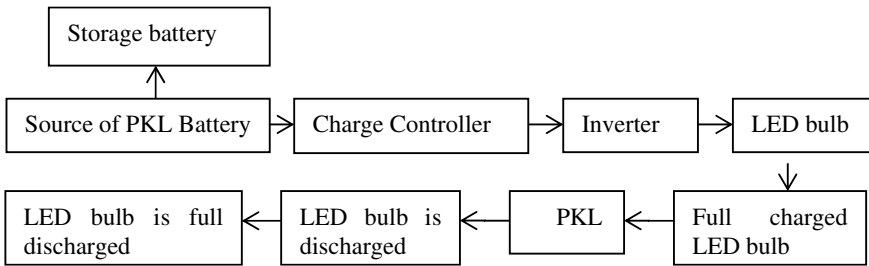 Storage battery
Source of PKL Battery
Charge Controller
Inverter
LED bulb
LED bulb is full
discharged
LED bulb is
discharged
PKL
Full charged
LED bulb